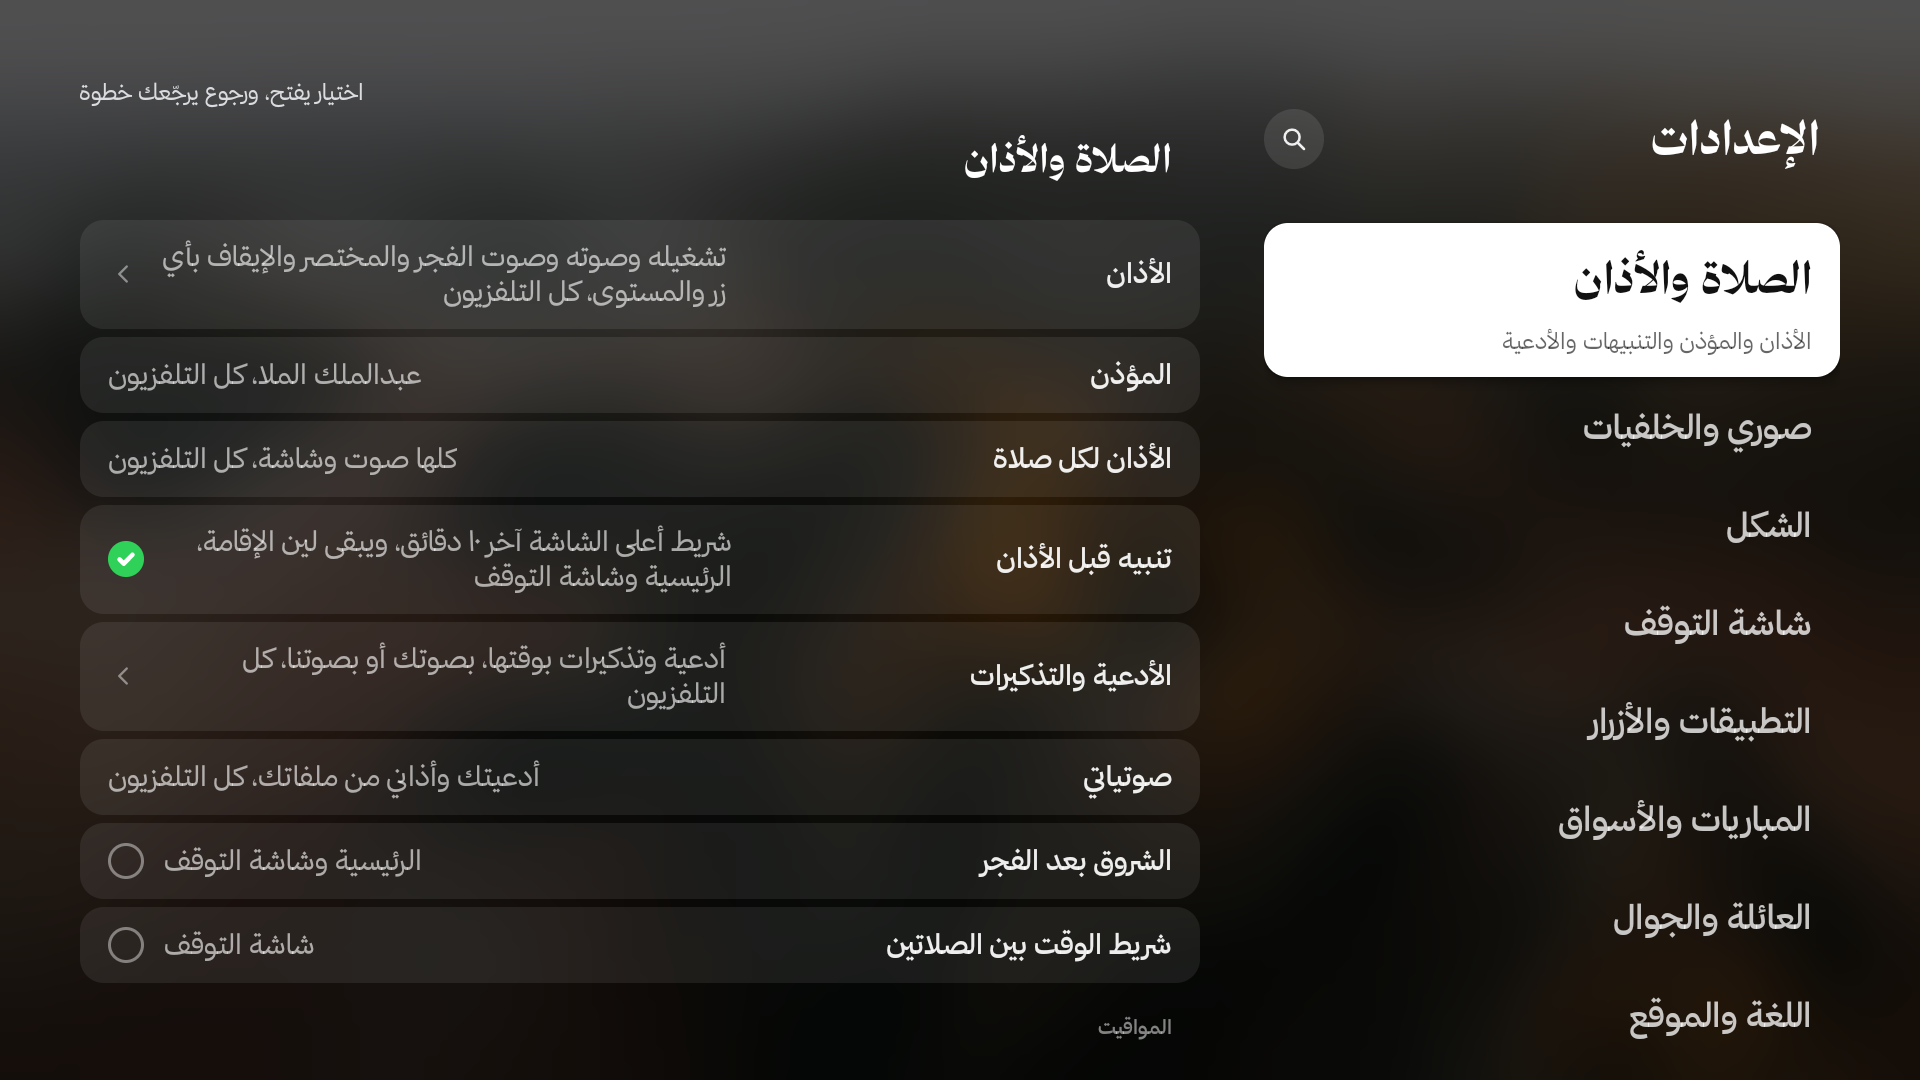 الإعدادات
الصلاة والأذان
الأذان والمؤذن والتنبيهات والأدعية
صوري والخلفيات
الشكل
شاشة التوقف
التطبيقات والأزرار
المباريات والأسواق
العائلة والجوال
اللغة والموقع
اختيار يفتح، ورجوع يرجّعك خطوة
الصلاة والأذان
الأذان
تشغيله وصوته وصوت الفجر والمختصر والإيقاف بأي
زر والمستوى، كل التلفزيون
المؤذن
عبدالملك الملا، كل التلفزيون
الأذان لكل صلاة
كلها صوت وشاشة، كل التلفزيون
تنبيه قبل الأذان
شريط أعلى الشاشة آخر ١٠ دقائق، ويبقى لين الإقامة،
الرئيسية وشاشة التوقف
الأدعية والتذكيرات
أدعية وتذكيرات بوقتها، بصوتك أو بصوتنا، كل
التلفزيون
صوتياتي
أدعيتك وأذاني من ملفاتك، كل التلفزيون
الشروق بعد الفجر
الرئيسية وشاشة التوقف
شريط الوقت بين الصلاتين
شاشة التوقف
المواقيت